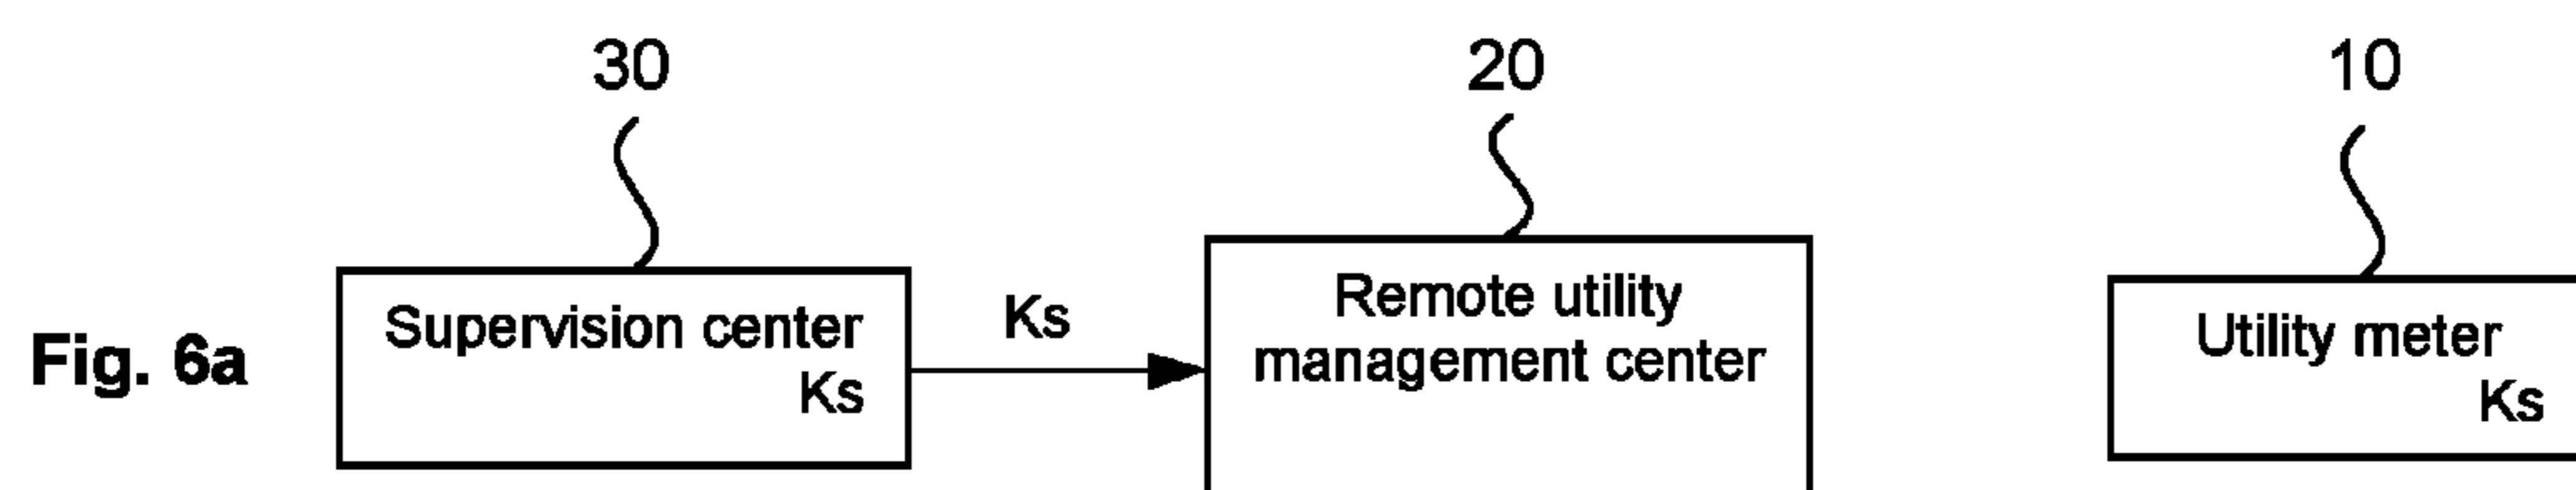 30
20
10
Fig. 6a
Supervision center
Ks
Ks
Remote utility
management center
Utility meter
Ks